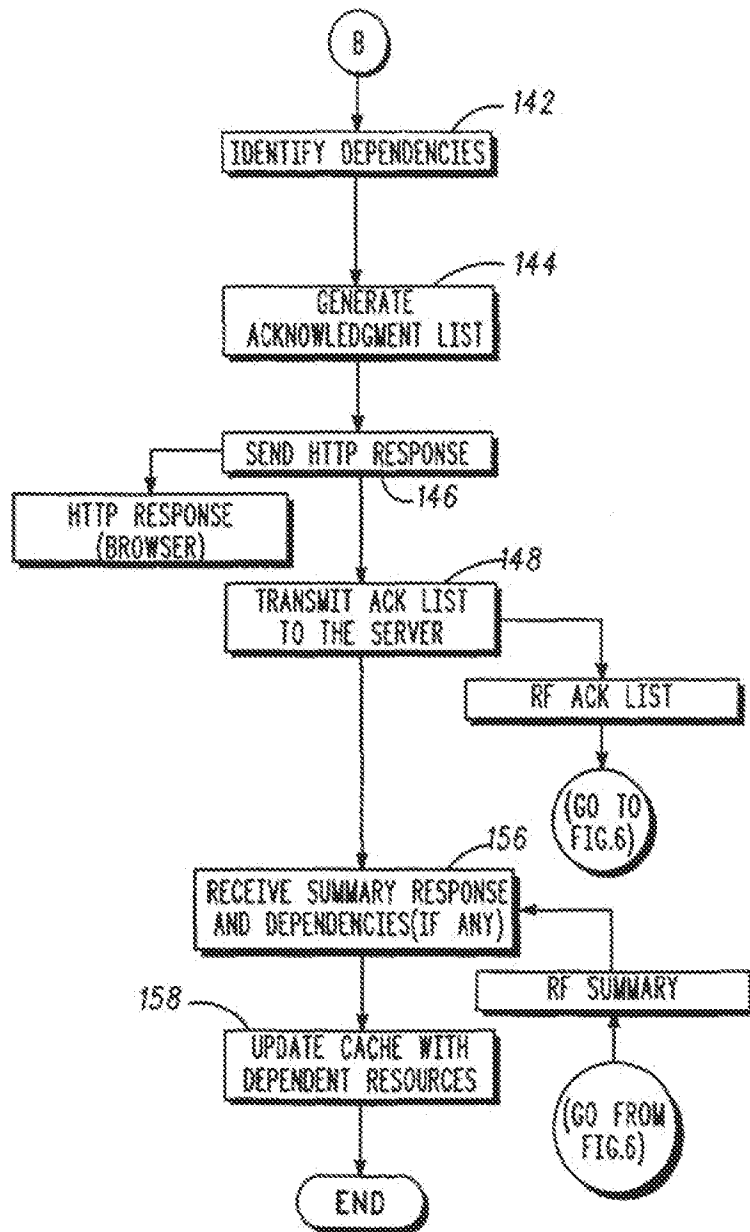 B
142
IDENTIFY DEPENDENCIES
144
GENERATE
ACKNOWLEDGMENT LIST
SEND HTTP RESPONSE
146
HTTP RESPONSE
(BROWSER)
148
TRANSMIT ACK LIST
TO THE SERVER
RF ACK LIST
(GO TO
FIG.6)
156
RECEIVE SUMMARY RESPONSE
AND DEPENDENCIES(IF ANY)
RF SUMMARY
158
UPDATE CACHE WITH
DEPENDENT RESOURCES
(GO FROM
FIG.6)
END